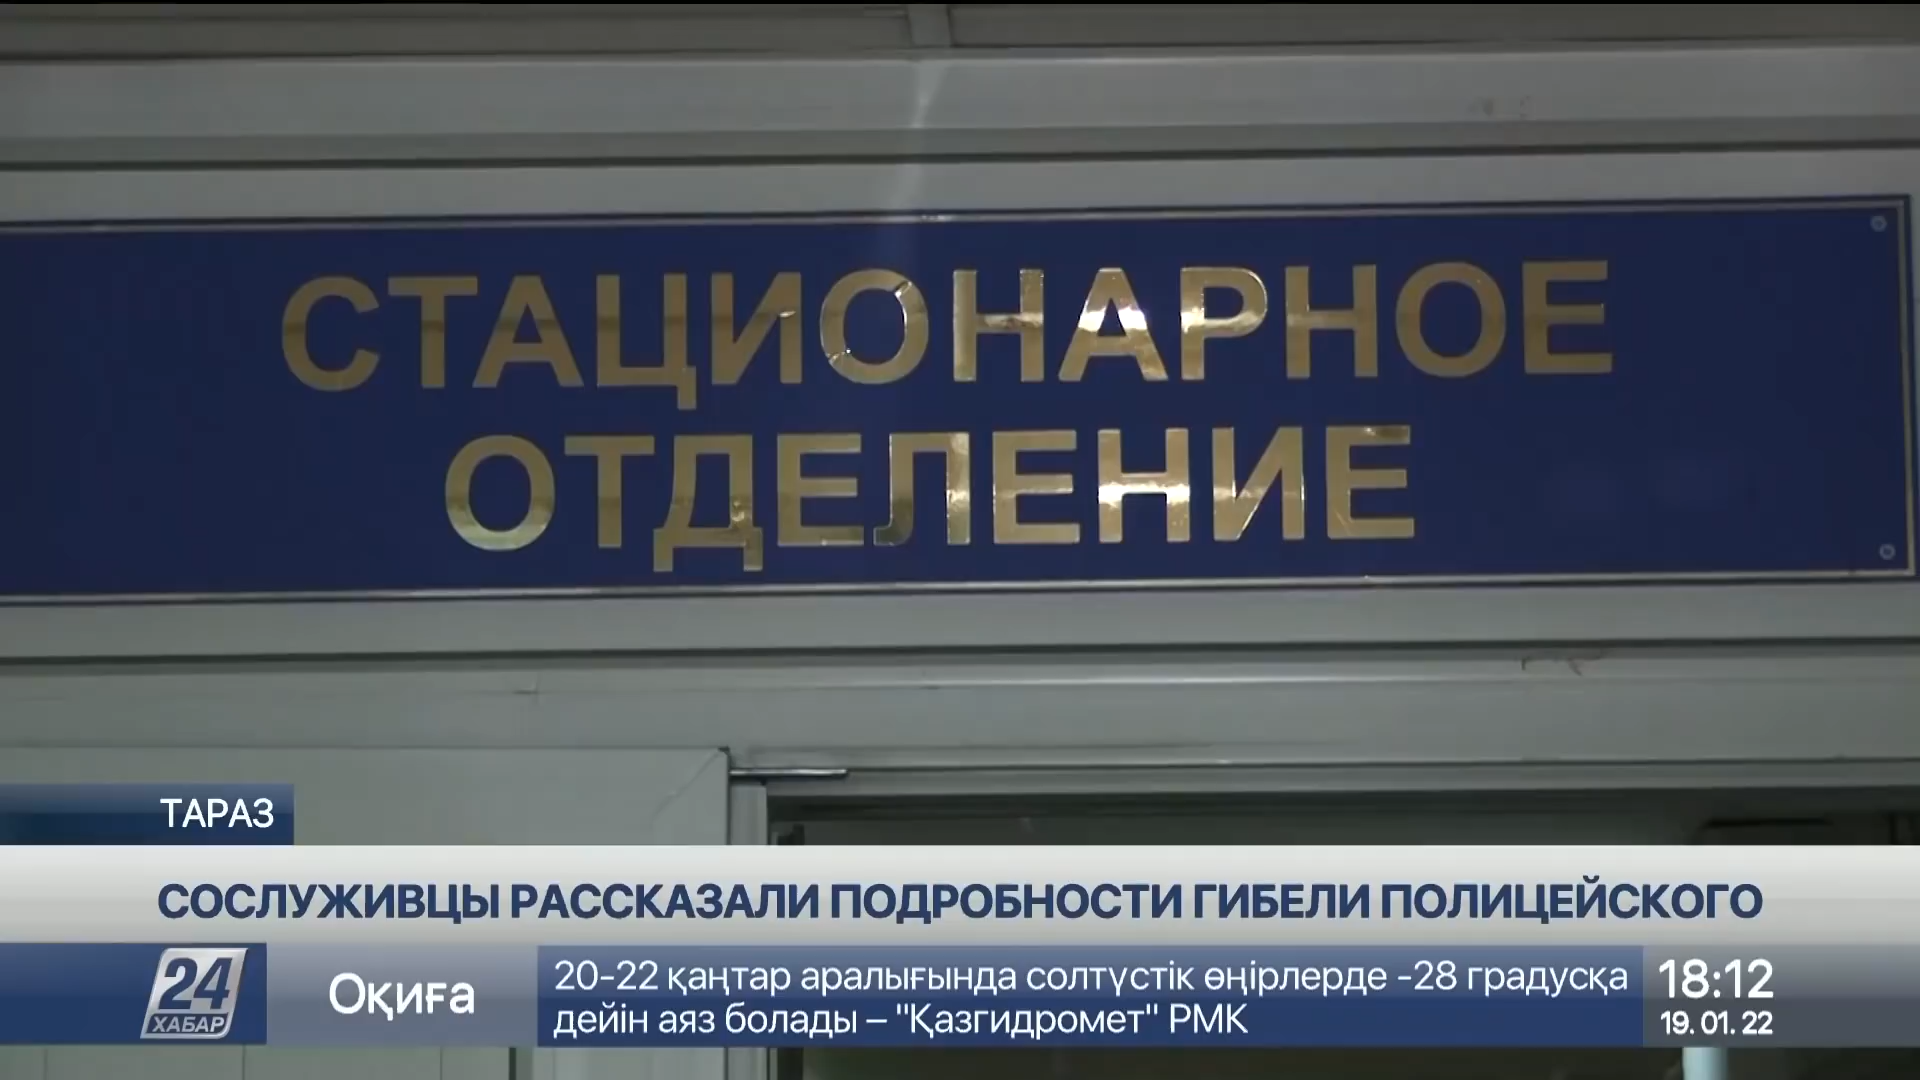 СТАЦИОНАРНОЕ
ОТДЕЛЕНИЕ
ТАРАЗ
СОСЛУЖИВЦЫ РАССКАЗАЛИ ПОДРОБНОСТИ ГИБЕЛИ ПОЛИЦЕЙСКОГО
24
ХАБАР
Оқиға
20-22 қаңтар аралығында солтүстік өңірлерде -28 градусқа
дейін аяз болады – "Қазгидромет" РМК
18:12
19. 01. 22